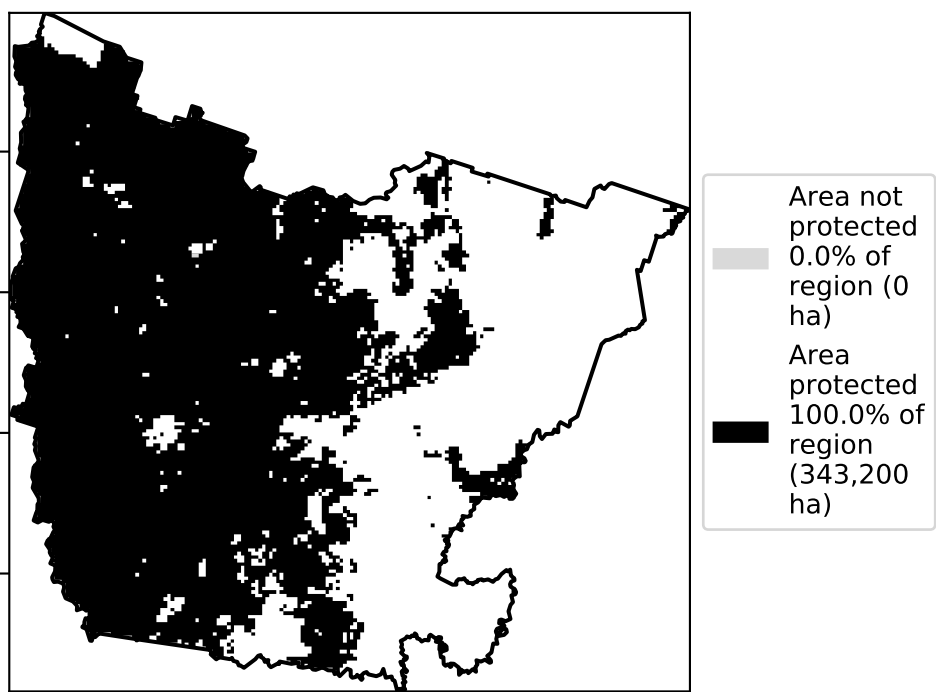 Area not
protected
0.0% of
region (0
ha)
Area
protected
100.0% of
region
(343,200
ha)